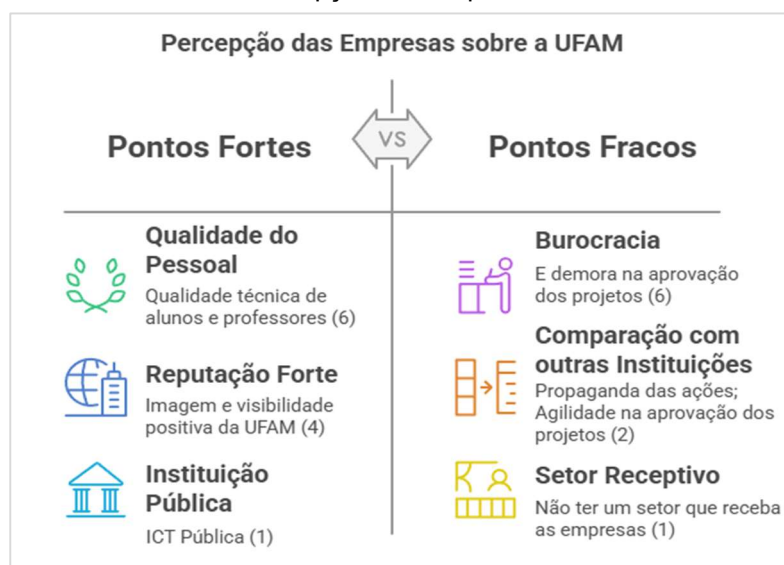 Percepção das Empresas sobre a UFAM
Pontos Fortes
VS
Pontos Fracos
Qualidade do
Pessoal
Qualidade técnica de
alunos e professores (6)
Reputação Forte
Imagem e visibilidade
positiva da UFAM (4)
Instituição
Pública
ICT Pública (1)
Burocracia
E demora na aprovação
dos projetos (6)
Comparação com
outras Instituições
Propaganda das ações;
Agilidade na aprovação dos
projetos (2)
Setor Receptivo
Não ter um setor que receba
as empresas (1)